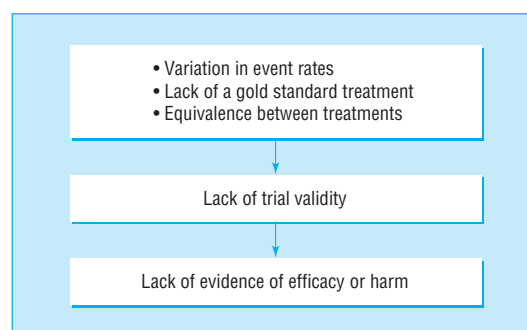 • Variation in event rates
• Lack of a gold standard treatment
• Equivalence between treatments
Lack of trial validity
Lack of evidence of efficacy or harm